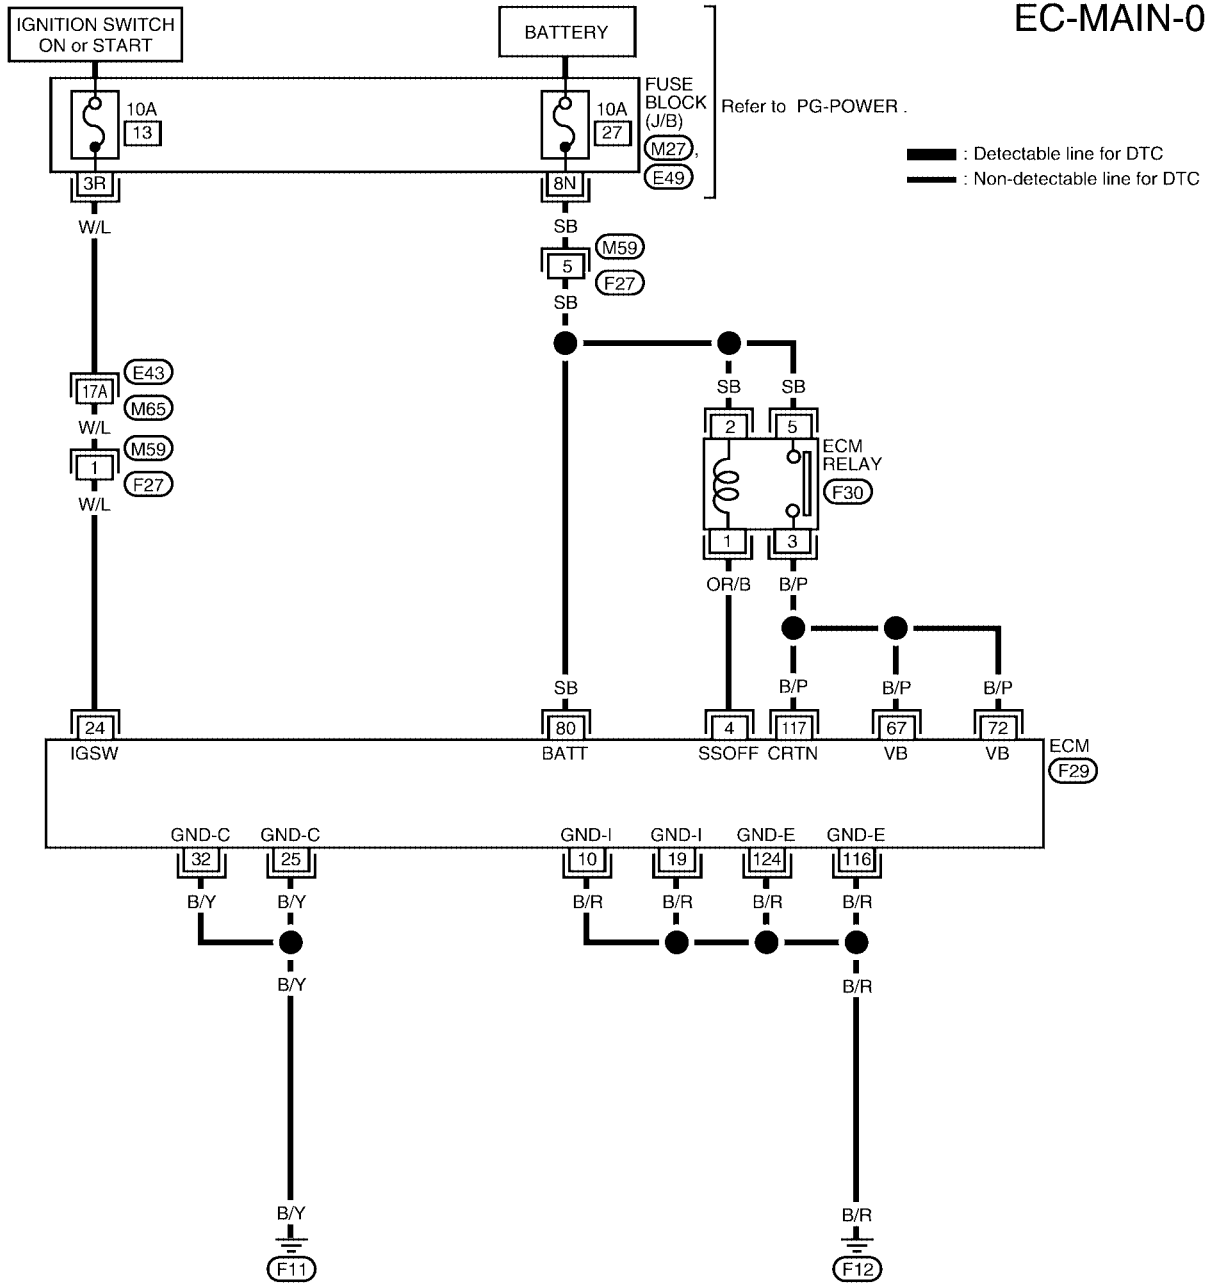 EC-MAIN-0
IGNITION SWITCH
ON or START
BATTERY
10A
13
10A
27
FUSE
BLOCK
(J/B)
M27,
E49
Refer to PG-POWER .
: Detectable line for DTC
: Non-detectable line for DTC
3R
8N
W/L
SB
5
M59
F27
SB
17A
E43
M65
W/L
1
M59
F27
W/L
SB
SB
2
5
ECM
RELAY
F30
1
3
OR/B
B/P
SB
B/P
B/P
B/P
24
80
4
117
67
72
IGSW
BATT
SSOFF
CRTN
VB
VB
ECM
F29
GND-C
GND-C
GND-I
GND-I
GND-E
GND-E
32
25
10
19
124
116
B/Y
B/Y
B/R
B/R
B/R
B/R
B/Y
B/R
B/Y
B/R
F11
F12